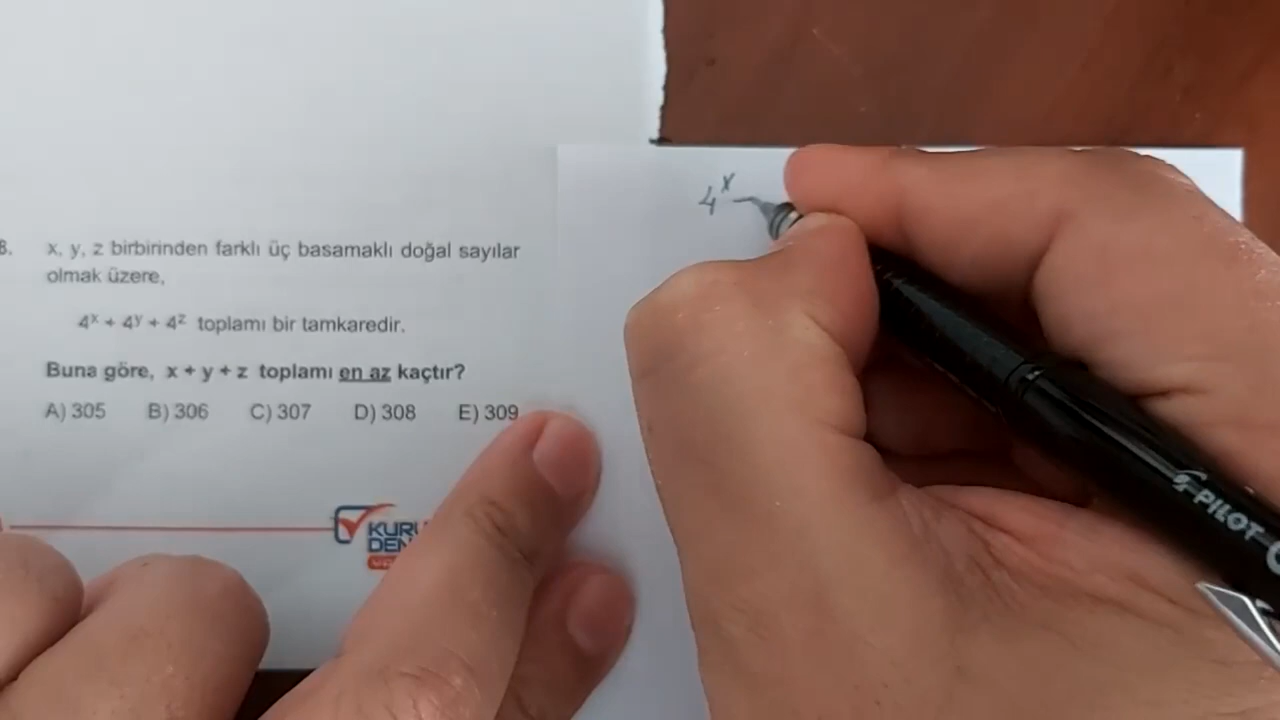 8. x, y, z birbirinden farklı üç basamaklı doğal sayılar
olmak üzere,
4ˣ + 4ʸ + 4ᶻ toplamı bir tamkaredir.
Buna göre, x + y + z toplamı en az kaçtır?
A) 305 B) 306 C) 307 D) 308 E) 309
4ˣ
PILOT